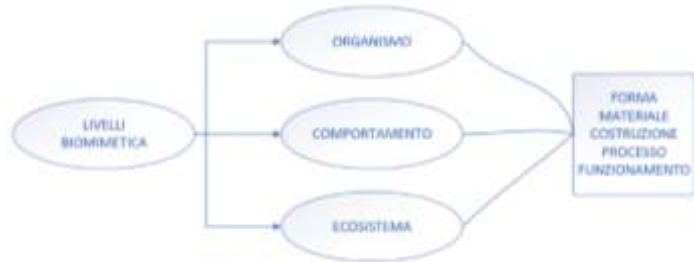 LIVELLI
BIOMIMETICA
ORGANISMO
COMPORTAMENTO
ECOSISTEMA
FORMA
MATERIALE
COSTRUZIONE
PROCESSO
FUNZIONAMENTO